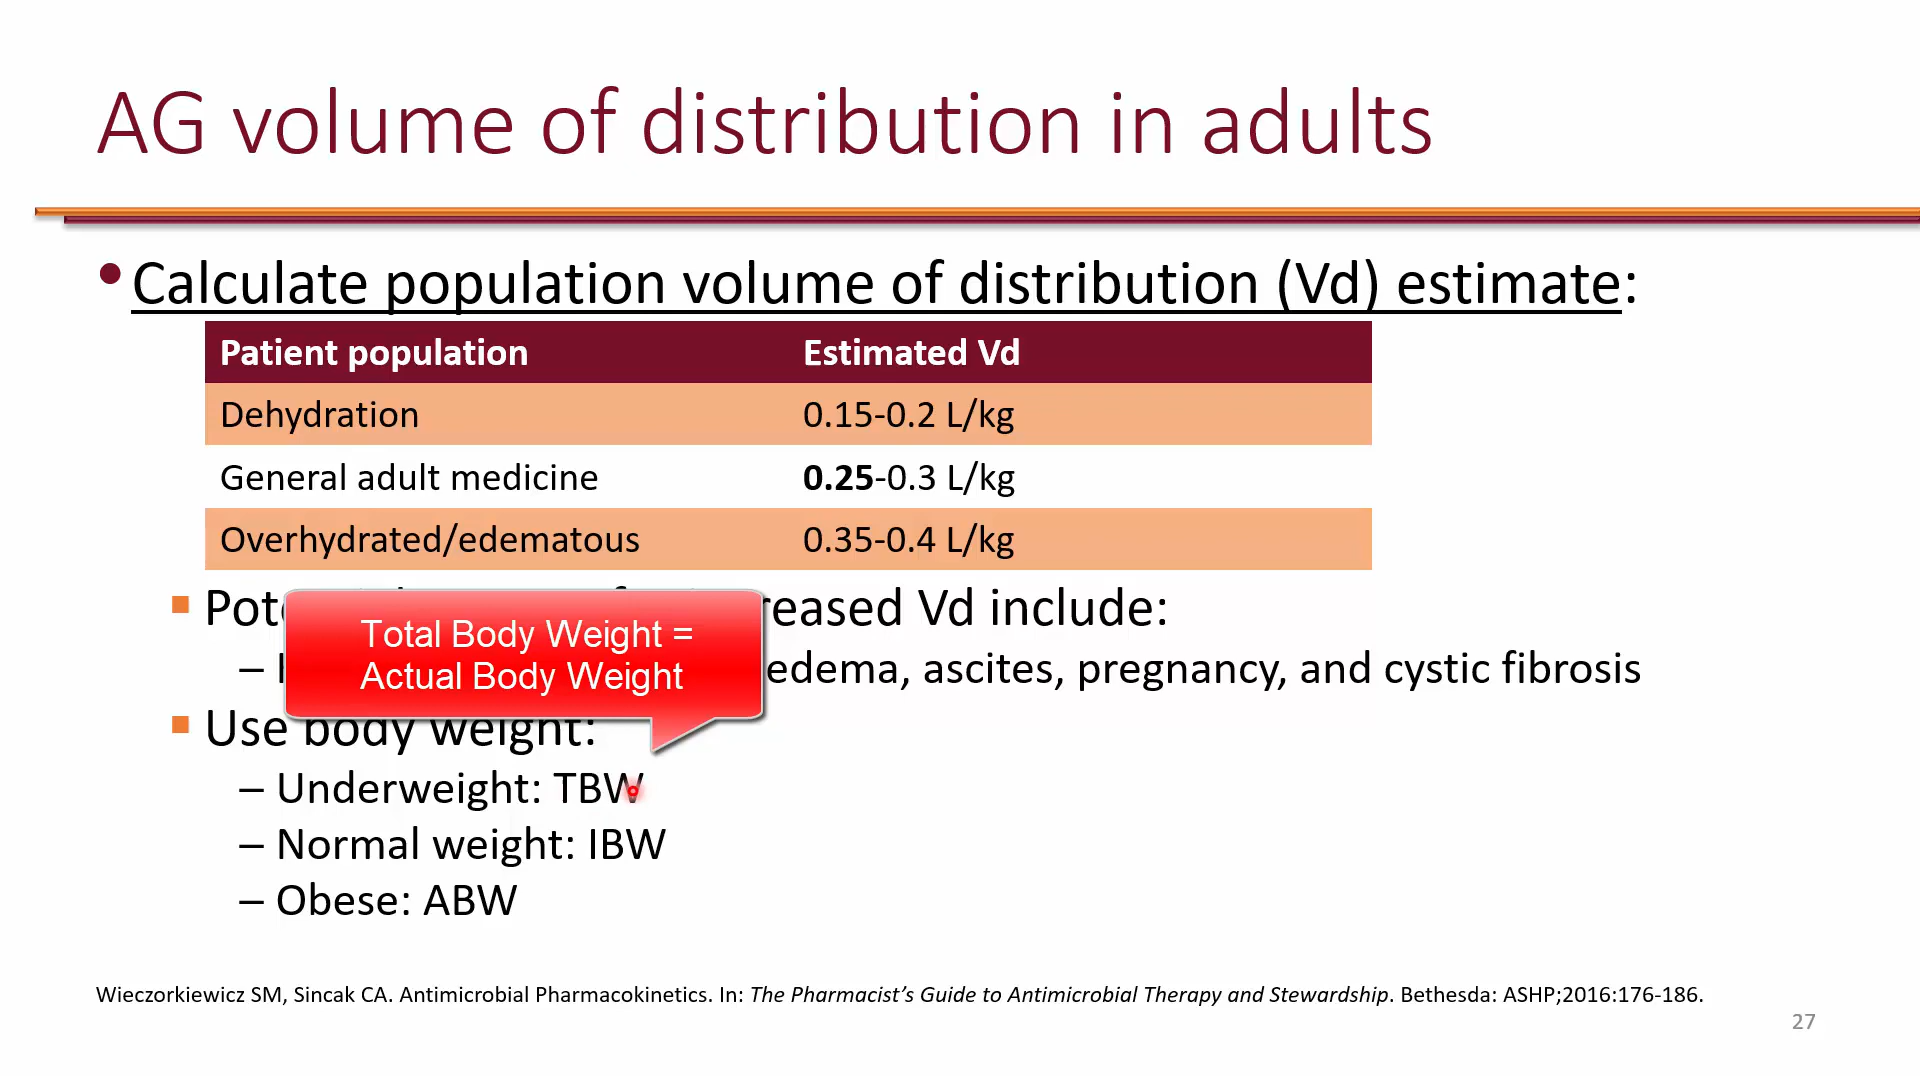 AG volume of distribution in adults
•Calculate population volume of distribution (Vd) estimate:
Patient population Estimated Vd
Dehydration 0.15-0.2 L/kg
General adult medicine 0.25-0.3 L/kg
Overhydrated/edematous 0.35-0.4 L/kg
Vd include:
Total Body Weight =
Actual Body Weight
edema, ascites, pregnancy, and cystic fibrosis
▪ Use body weight:
– Underweight: TBW
– Normal weight: IBW
– Obese: ABW
Wieczorkiewicz SM, Sincak CA. Antimicrobial Pharmacokinetics. In: The Pharmacist’s Guide to Antimicrobial Therapy and Stewardship. Bethesda: ASHP;2016:176-186.
27